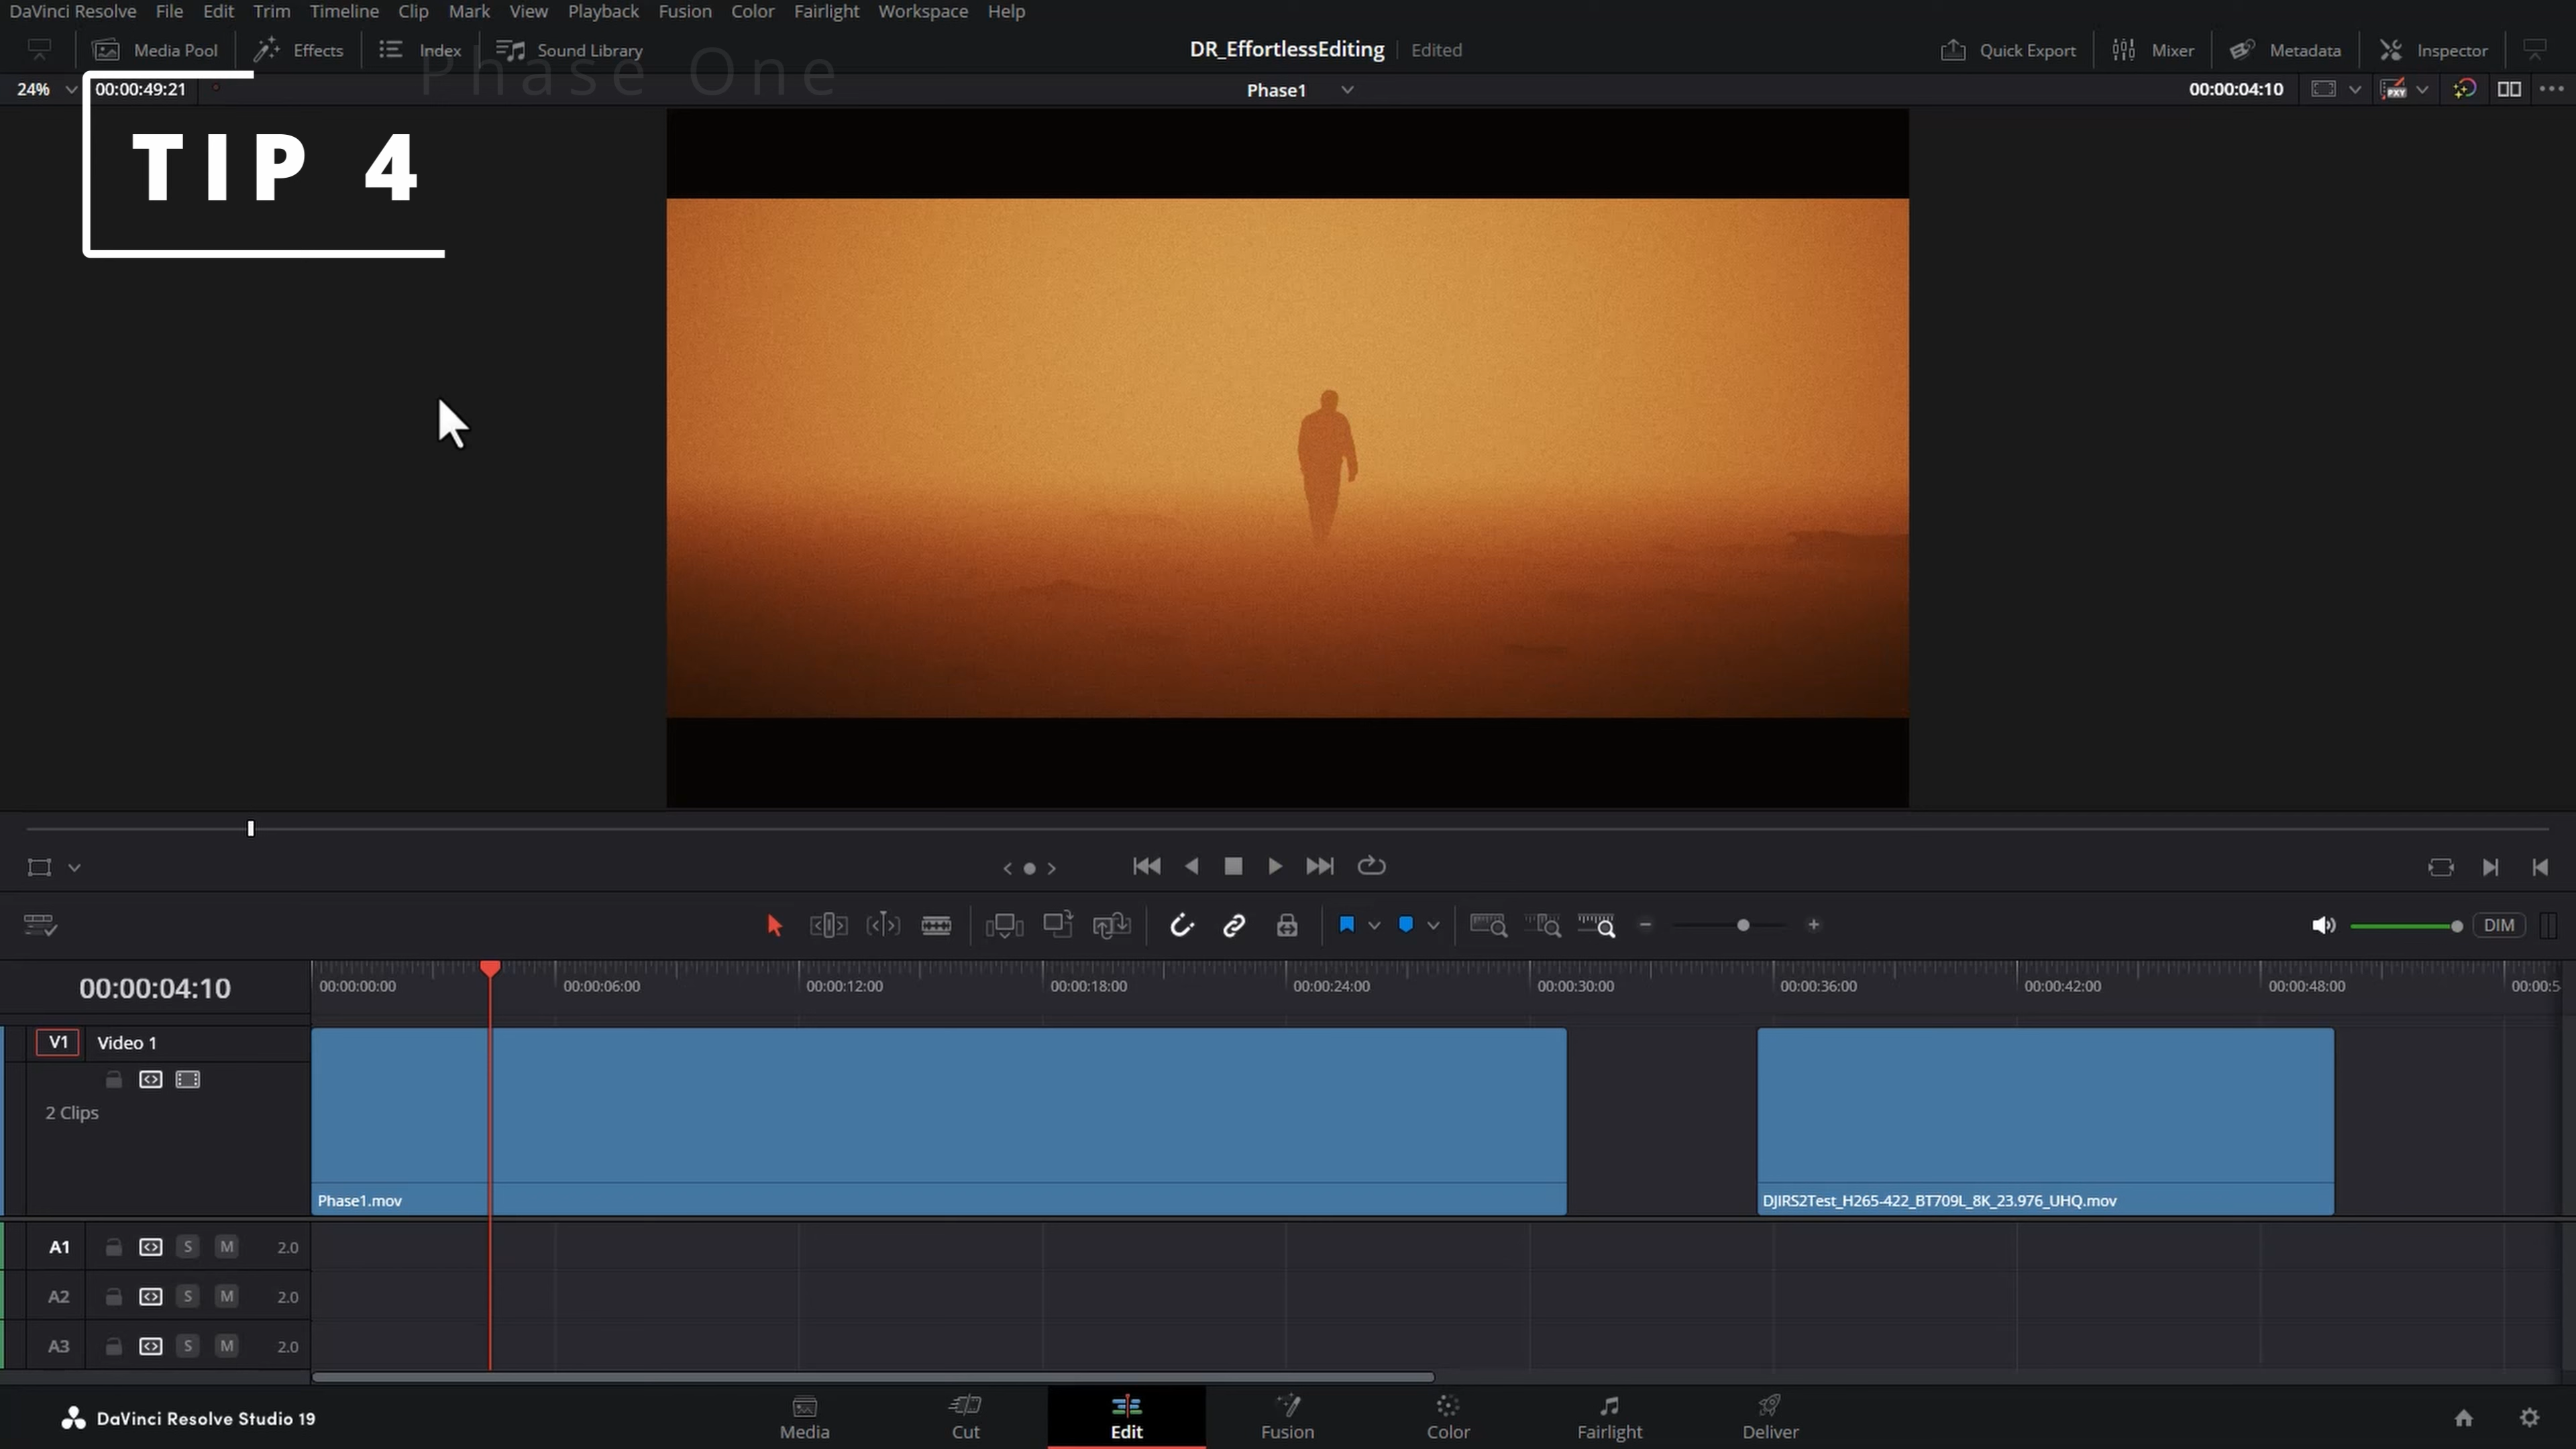 DaVinci Resolve File Edit Trim Timeline Clip Mark View Playback Fusion Color Fairlight Workspace Help
Media Pool Effects Index Sound Library DR_EffortlessEditing Edited Quick Export Mixer Metadata Inspector
Phase One
24% 00:00:49:21 Phase1 00:00:04:10 PXY
TIP 4
DIM
00:00:04:10 00:00:00:00 00:00:06:00 00:00:12:00 00:00:18:00 00:00:24:00 00:00:30:00 00:00:36:00 00:00:42:00 00:00:48:00 00:00:5
V1 Video 1
2 Clips
Phase1.mov DJIRS2Test_H265-422_BT709L_8K_23.976_UHQ.mov
A1 S M 2.0
A2 S M 2.0
A3 S M 2.0
DaVinci Resolve Studio 19 Media Cut Edit Fusion Color Fairlight Deliver